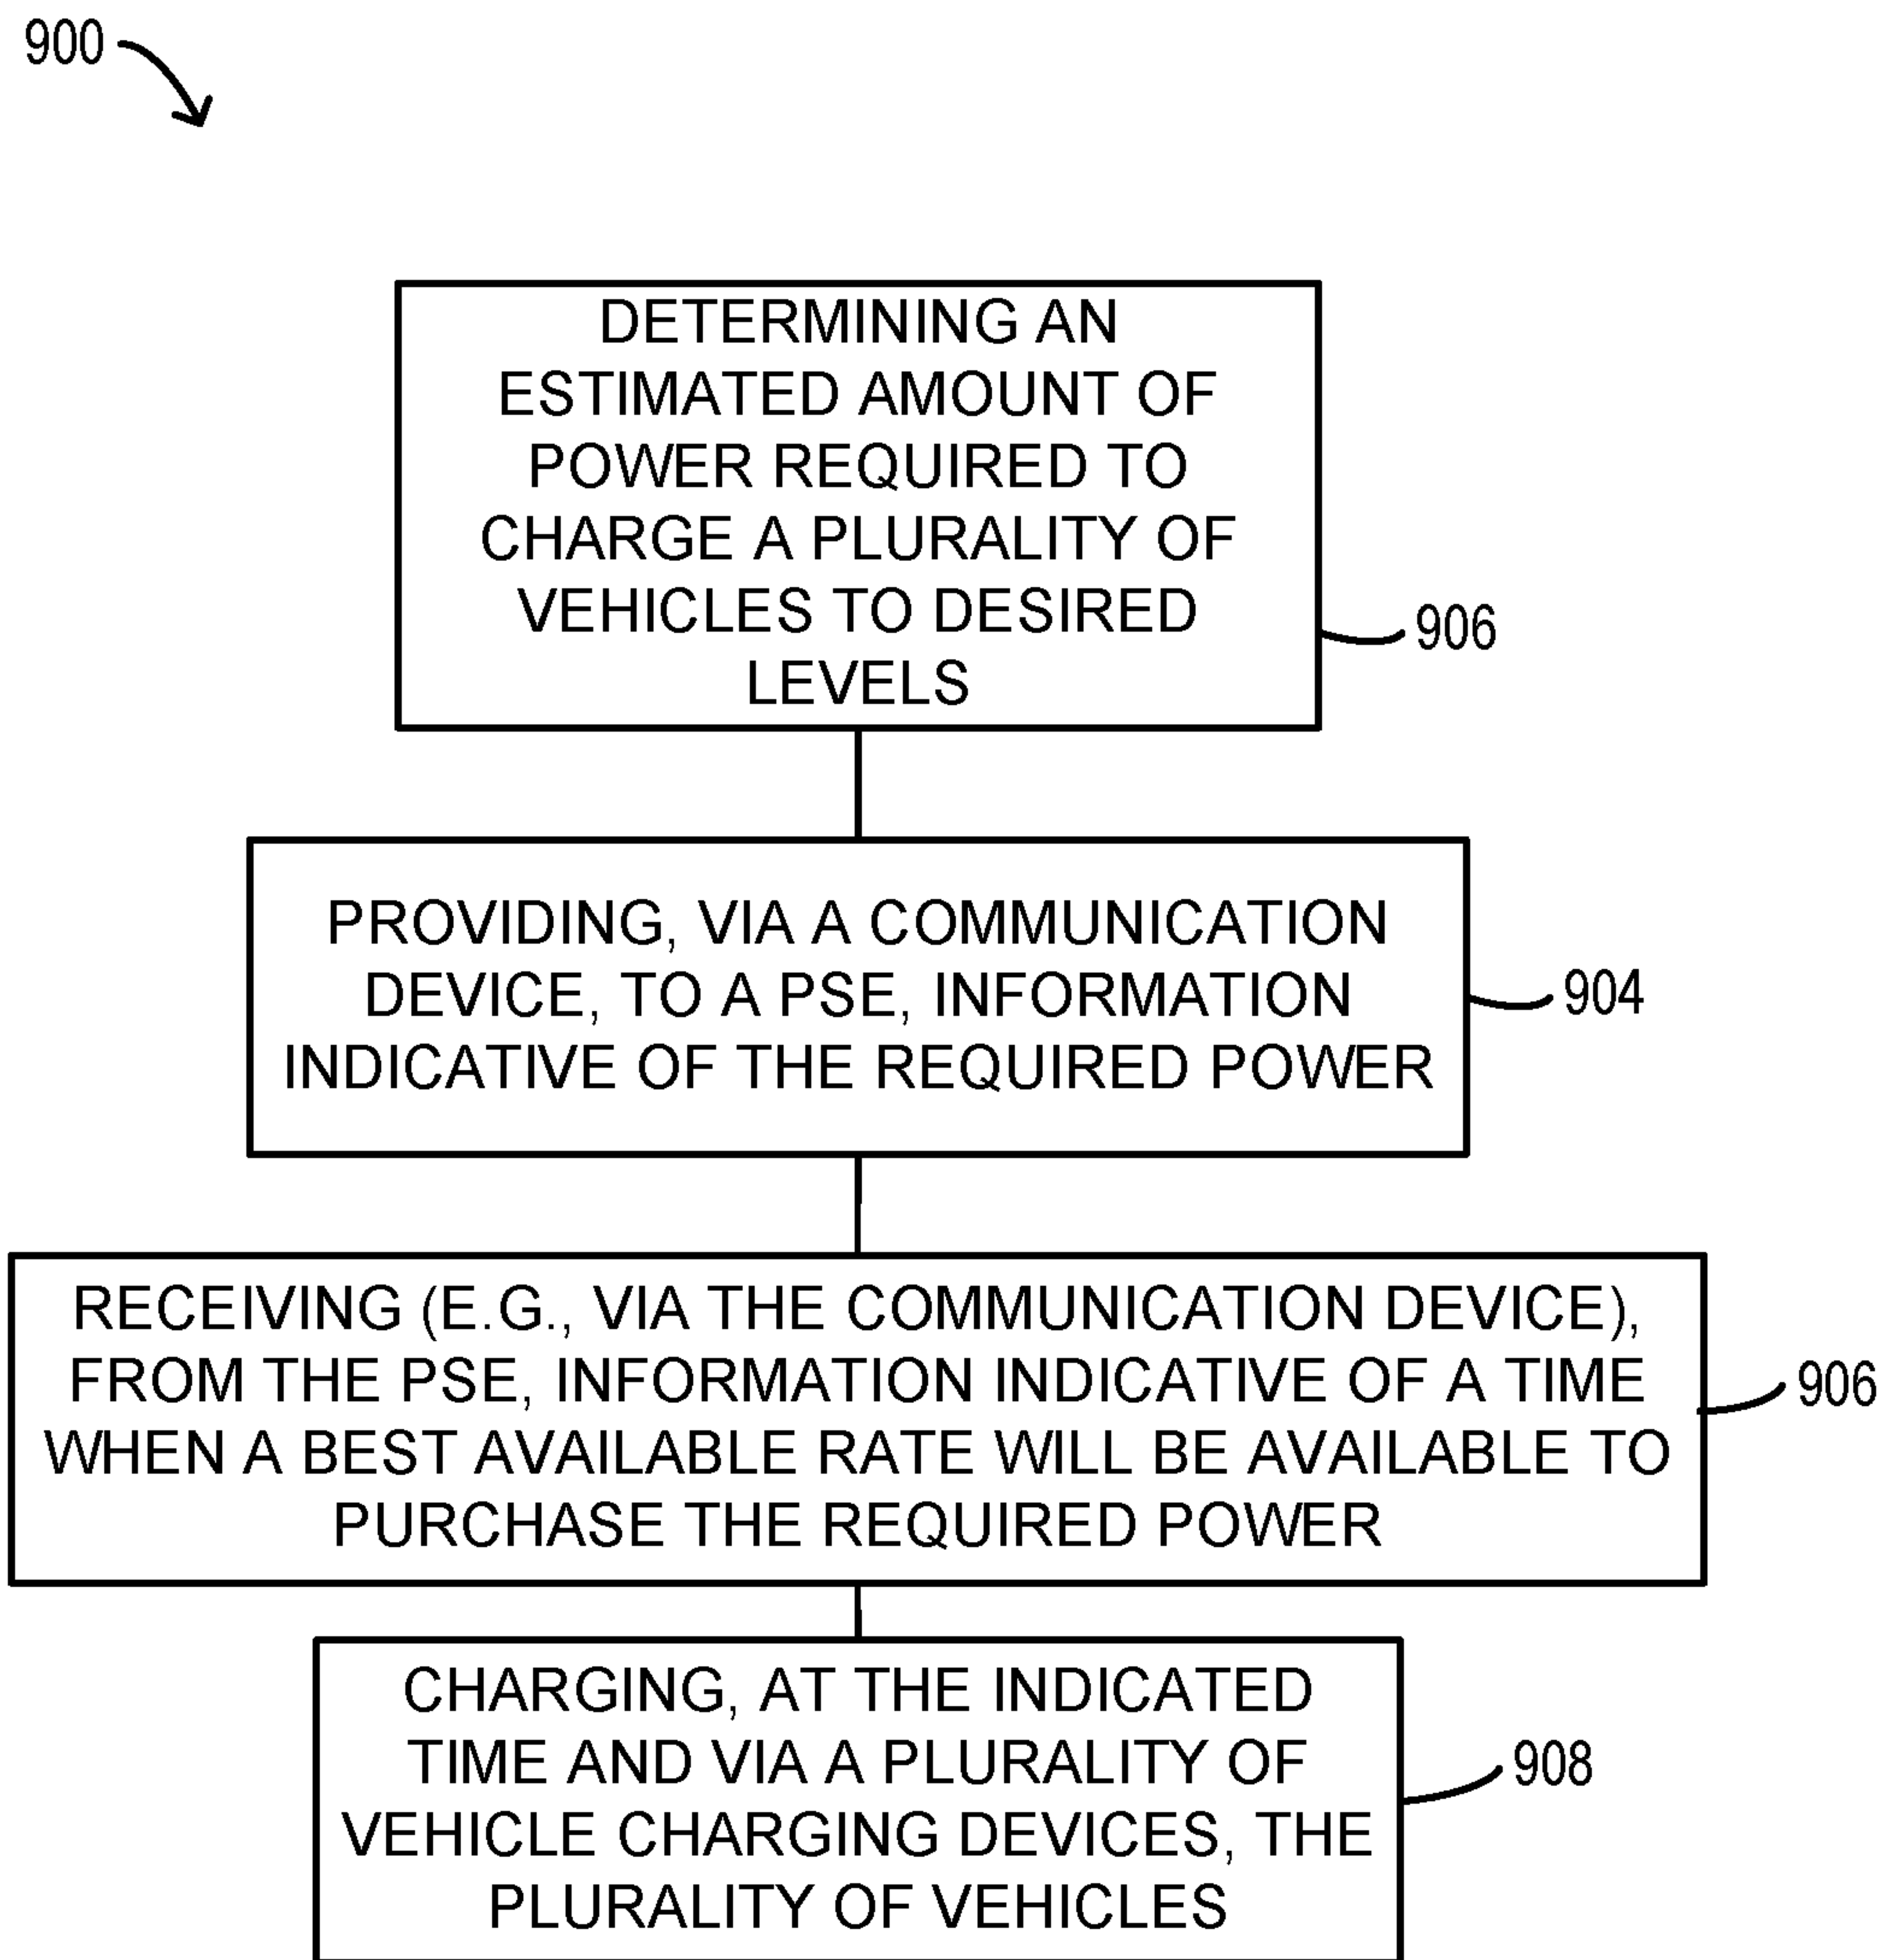 900
DETERMINING AN
ESTIMATED AMOUNT OF
POWER REQUIRED TO
CHARGE A PLURALITY OF
VEHICLES TO DESIRED
LEVELS
906
PROVIDING, VIA A COMMUNICATION
DEVICE, TO A PSE, INFORMATION
INDICATIVE OF THE REQUIRED POWER
904
RECEIVING (E.G., VIA THE COMMUNICATION DEVICE),
FROM THE PSE, INFORMATION INDICATIVE OF A TIME
WHEN A BEST AVAILABLE RATE WILL BE AVAILABLE TO
PURCHASE THE REQUIRED POWER
906
CHARGING, AT THE INDICATED
TIME AND VIA A PLURALITY OF
VEHICLE CHARGING DEVICES, THE
PLURALITY OF VEHICLES
908